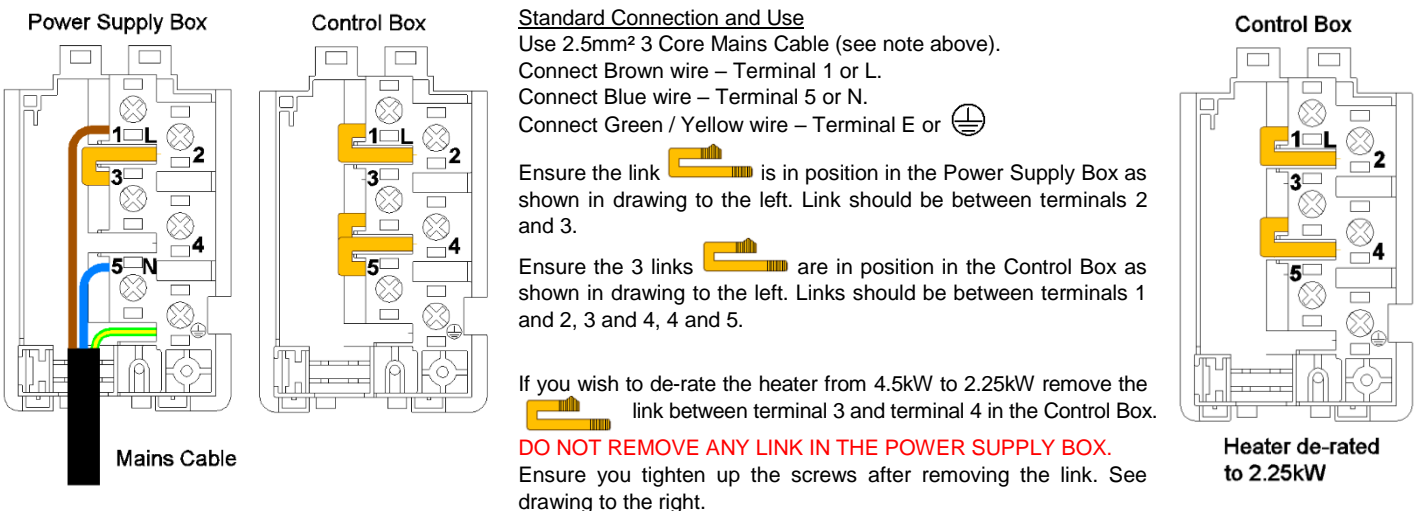 Power Supply Box
1
L
2
3
4
5
N
Mains Cable
Control Box
1
L
2
3
4
5
Standard Connection and Use
Use 2.5mm² 3 Core Mains Cable (see note above).
Connect Brown wire – Terminal 1 or L.
Connect Blue wire – Terminal 5 or N.
Connect Green / Yellow wire – Terminal E or
Ensure the link is in position in the Power Supply Box as
shown in drawing to the left. Link should be between terminals 2
and 3.
Ensure the 3 links are in position in the Control Box as
shown in drawing to the left. Links should be between terminals 1
and 2, 3 and 4, 4 and 5.
If you wish to de-rate the heater from 4.5kW to 2.25kW remove the
link between terminal 3 and terminal 4 in the Control Box.
DO NOT REMOVE ANY LINK IN THE POWER SUPPLY BOX.
Ensure you tighten up the screws after removing the link. See
drawing to the right.
Control Box
1
L
2
3
4
5
Heater de-rated
to 2.25kW